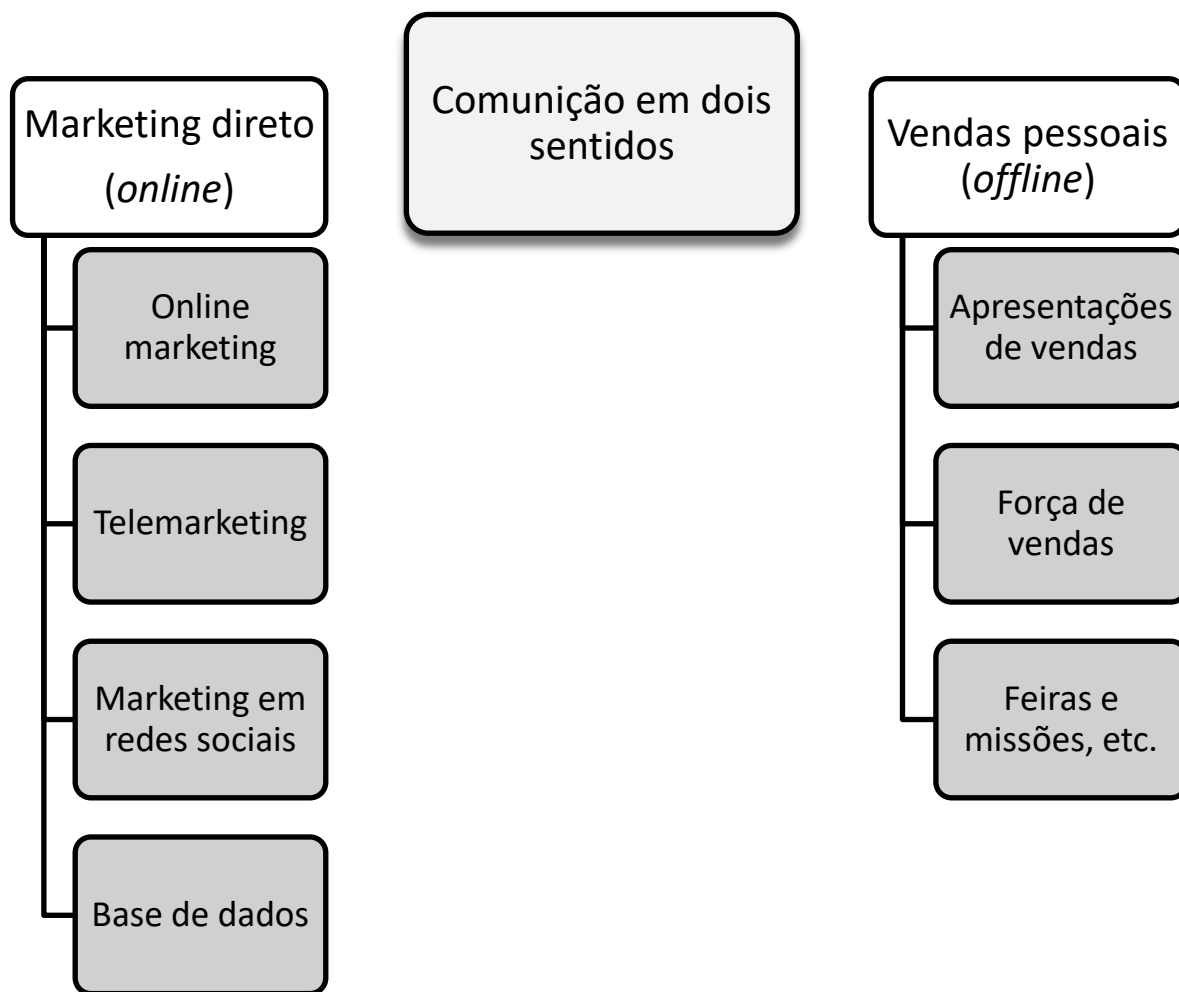 Marketing direto
(online)
Online
marketing
Telemarketing
Marketing em
redes sociais
Base de dados
Comunição em dois
sentidos
Vendas pessoais
(offline)
Apresentações
de vendas
Força de
vendas
Feiras e
missões, etc.